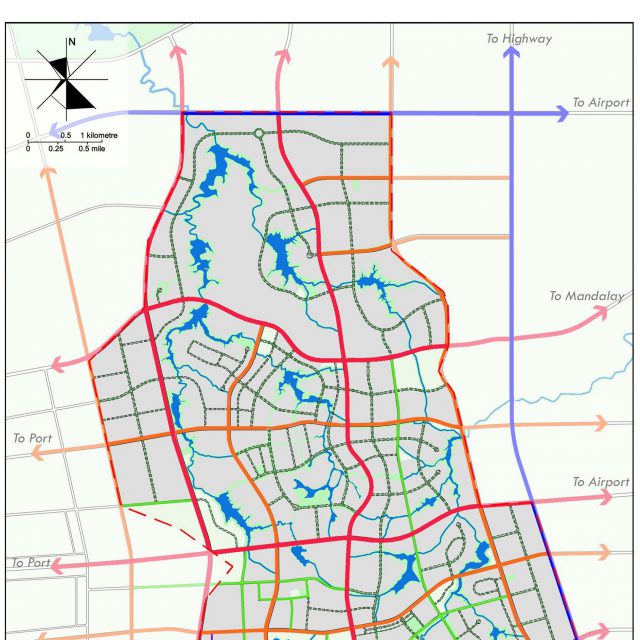 N
To Highway
To Airport
0 0.5 1 kilometre
0 0.25 0.5 mile
To Mandalay
To Port
To Airport
To Port